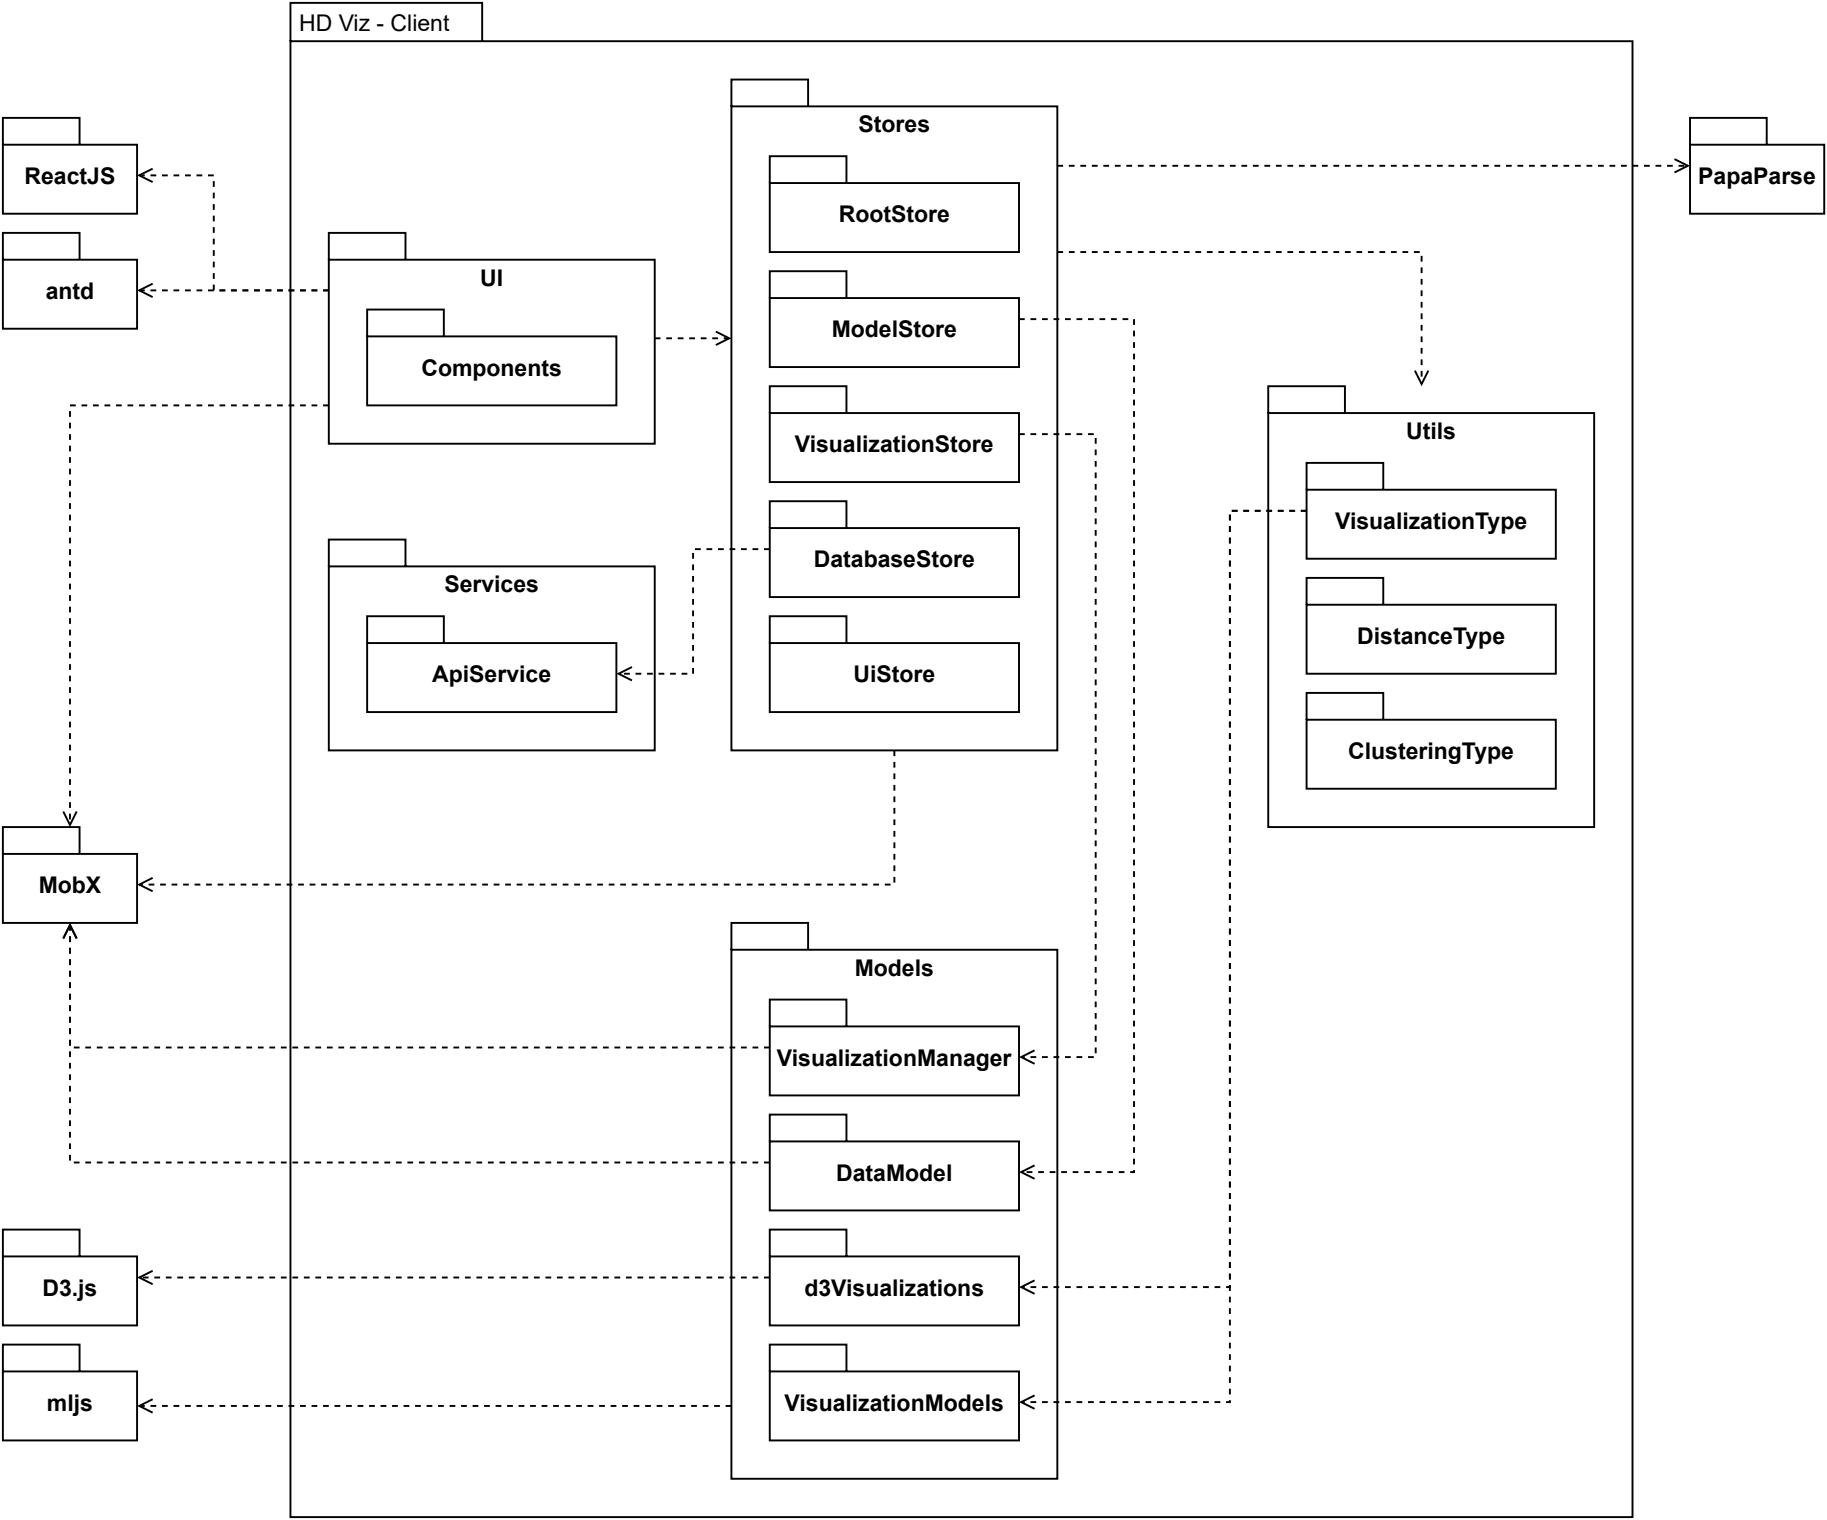 HD Viz - Client
Stores
ReactJS
PapaParse
RootStore
UI
antd
ModelStore
Components
Utils
VisualizationStore
VisualizationType
DatabaseStore
Services
DistanceType
ApiService
UiStore
ClusteringType
MobX
Models
VisualizationManager
DataModel
D3.js
d3Visualizations
mljs
VisualizationModels